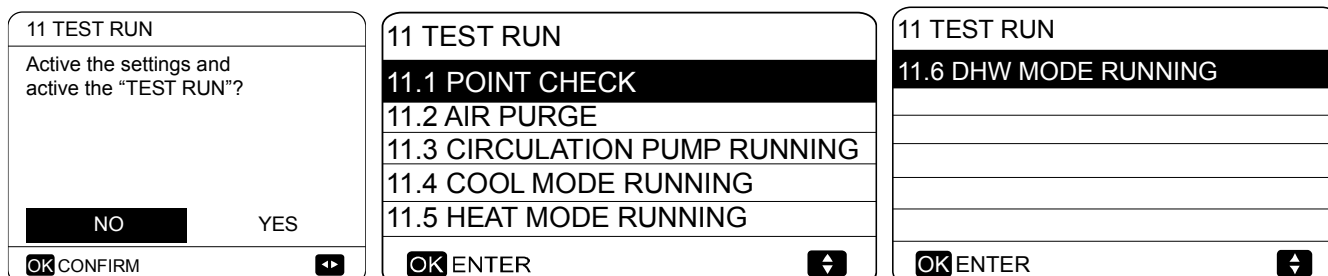 11 TEST RUN
Active the settings and
active the “TEST RUN”?
NO YES
OK CONFIRM
11 TEST RUN
11.1 POINT CHECK
11.2 AIR PURGE
11.3 CIRCULATION PUMP RUNNING
11.4 COOL MODE RUNNING
11.5 HEAT MODE RUNNING
OK ENTER
11 TEST RUN
11.6 DHW MODE RUNNING
OK ENTER